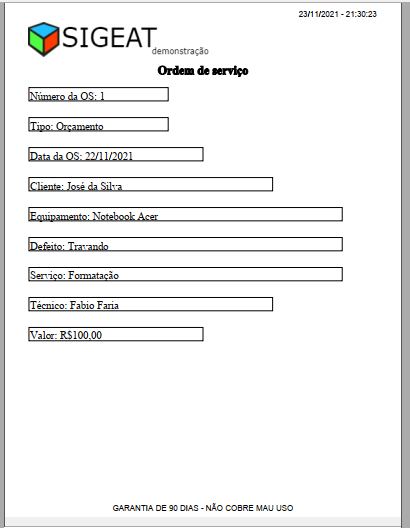 23/11/2021 - 21:30:23
SIGEAT
demonstração
Ordem de serviço
Número da OS: 1
Tipo: Orçamento
Data da OS: 22/11/2021
Cliente: José da Silva
Equipamento: Notebook Acer
Defeito: Travando
Serviço: Formatação
Técnico: Fabio Faria
Valor: R$100,00
GARANTIA DE 90 DIAS - NÃO COBRE MAU USO